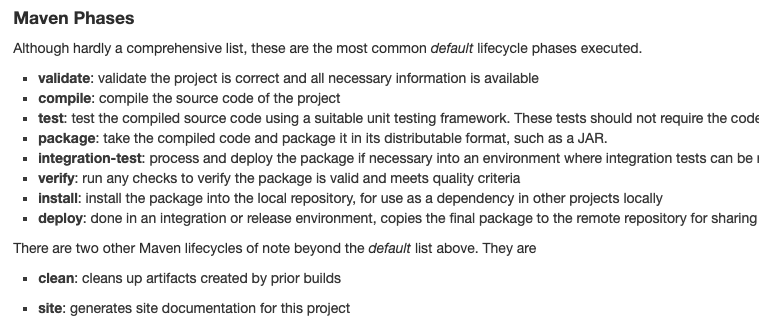 Maven Phases
Although hardly a comprehensive list, these are the most common default lifecycle phases executed.
validate: validate the project is correct and all necessary information is available
compile: compile the source code of the project
test: test the compiled source code using a suitable unit testing framework. These tests should not require the code
package: take the compiled code and package it in its distributable format, such as a JAR.
integration-test: process and deploy the package if necessary into an environment where integration tests can be
verify: run any checks to verify the package is valid and meets quality criteria
install: install the package into the local repository, for use as a dependency in other projects locally
deploy: done in an integration or release environment, copies the final package to the remote repository for sharing
There are two other Maven lifecycles of note beyond the default list above. They are
clean: cleans up artifacts created by prior builds
site: generates site documentation for this project